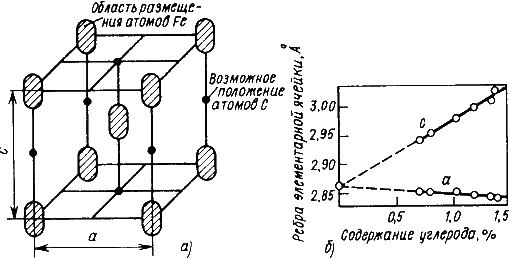 Область размеще-
ния атомов Fe
Возможное
положение
атомов C
c
a
а)
Ребра элементарной ячейки, Å
3,00
2,95
2,90
2,85
c
a
0,5
1,0
1,5
Содержание углерода, %
б)